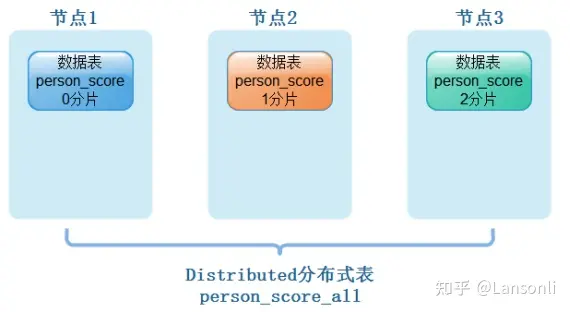 节点1
节点2
节点3
数据表
person_score
0分片
数据表
person_score
1分片
数据表
person_score
2分片
Distributed分布式表
person_score_all
知乎 @Lansonli